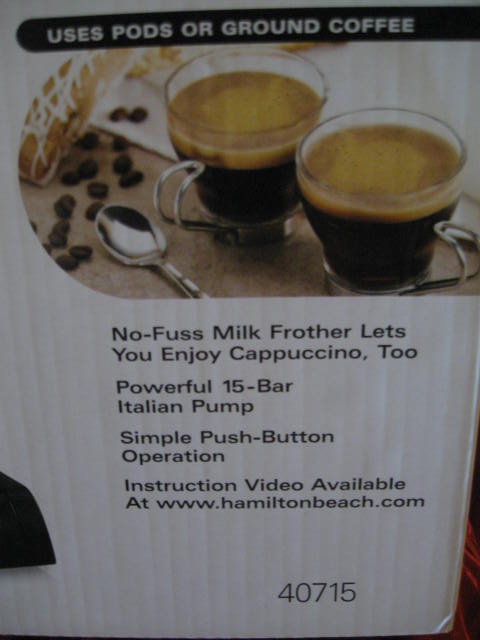 USES PODS OR GROUND COFFEE
No-Fuss Milk Frother Lets
You Enjoy Cappuccino, Too
Powerful 15-Bar
Italian Pump
Simple Push-Button
Operation
Instruction Video Available
At www.hamiltonbeach.com
40715